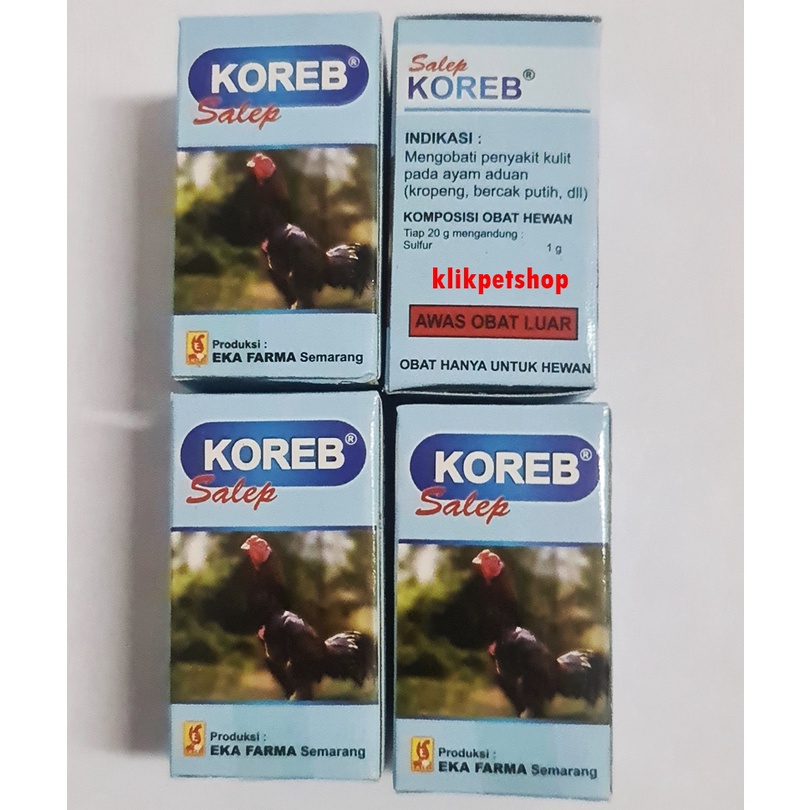 KOREB®
Salep
Produksi :
EKA FARMA Semarang
Salep
KOREB®
INDIKASI :
Mengobati penyakit kulit
pada ayam aduan
(kropeng, bercak putih, dll)
KOMPOSISI OBAT HEWAN
Tiap 20 g mengandung :
Sulfur 1 g
klikpetshop
AWAS OBAT LUAR
OBAT HANYA UNTUK HEWAN
KOREB®
Salep
Produksi :
EKA FARMA Semarang
KOREB®
Salep
Produksi :
EKA FARMA Semarang